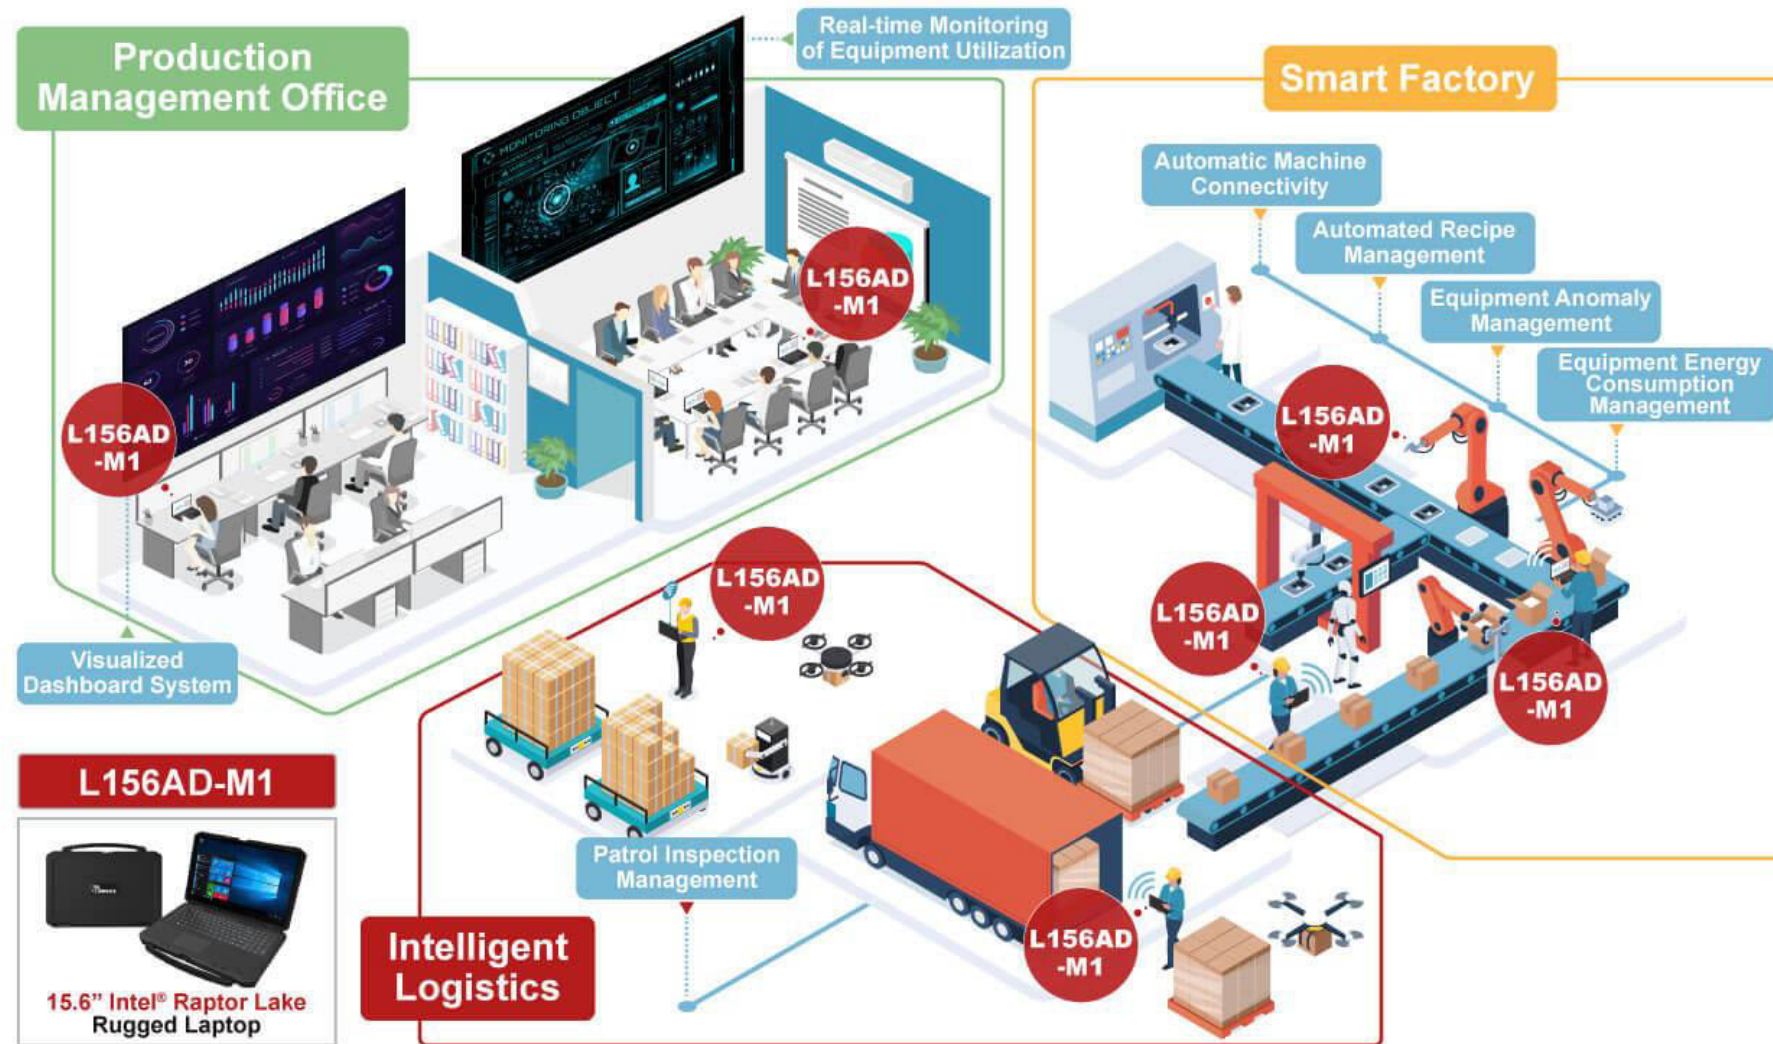 Production
Management Office
Real-time Monitoring
of Equipment Utilization
Smart Factory
MONITORING OBJECT
Automatic Machine
Connectivity
Automated Recipe
Management
Equipment Anomaly
Management
Equipment Energy
Consumption
Management
L156AD
-M1
L156AD
-M1
L156AD
-M1
L156AD
-M1
L156AD
-M1
L156AD
-M1
L156AD
-M1
Visualized
Dashboard System
L156AD-M1
15.6” Intel® Raptor Lake
Rugged Laptop
Patrol Inspection
Management
Intelligent
Logistics